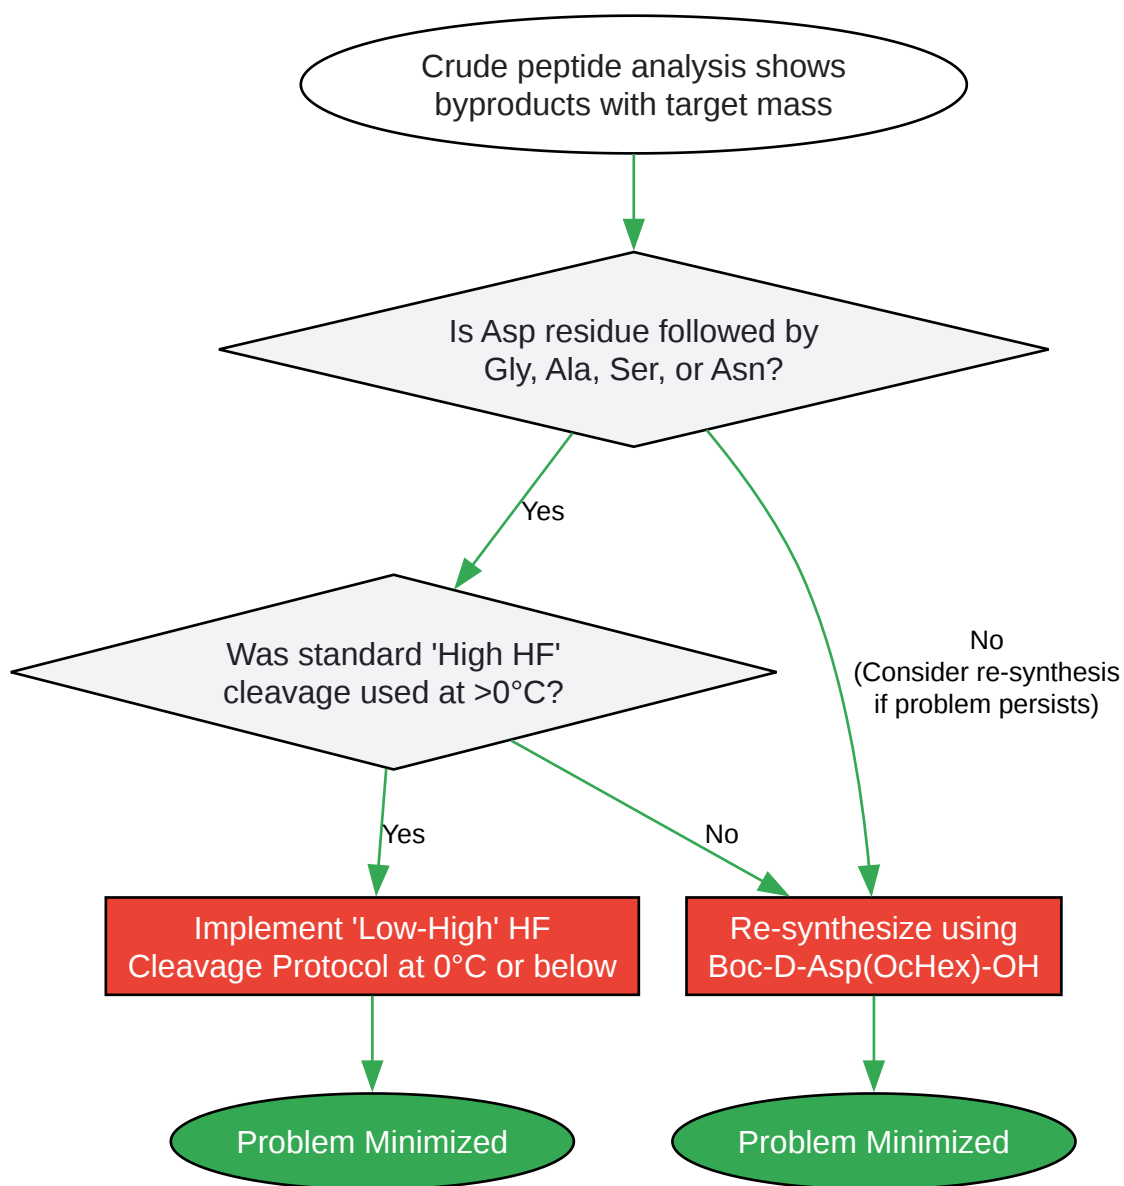 Crude peptide analysis shows
byproducts with target mass
Is Asp residue followed by
Gly, Ala, Ser, or Asn?
Yes
No
(Consider re-synthesis
if problem persists)
Was standard 'High HF'
cleavage used at >0°C?
Yes
No
Implement 'Low-High' HF
Cleavage Protocol at 0°C or below
Re-synthesize using
Boc-D-Asp(OcHex)-OH
Problem Minimized
Problem Minimized